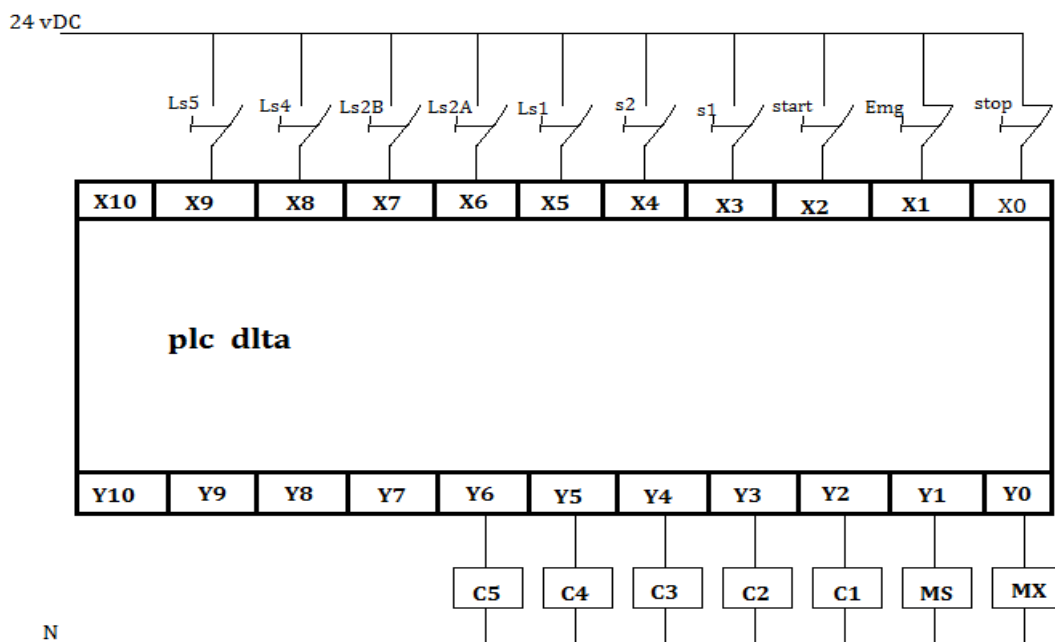 24 vDC
Ls5 Ls4 Ls2B Ls2A Ls1 s2 s1 start Emg stop
X10 X9 X8 X7 X6 X5 X4 X3 X2 X1 X0
plc dlta
Y10 Y9 Y8 Y7 Y6 Y5 Y4 Y3 Y2 Y1 Y0
C5 C4 C3 C2 C1 MS MX
N